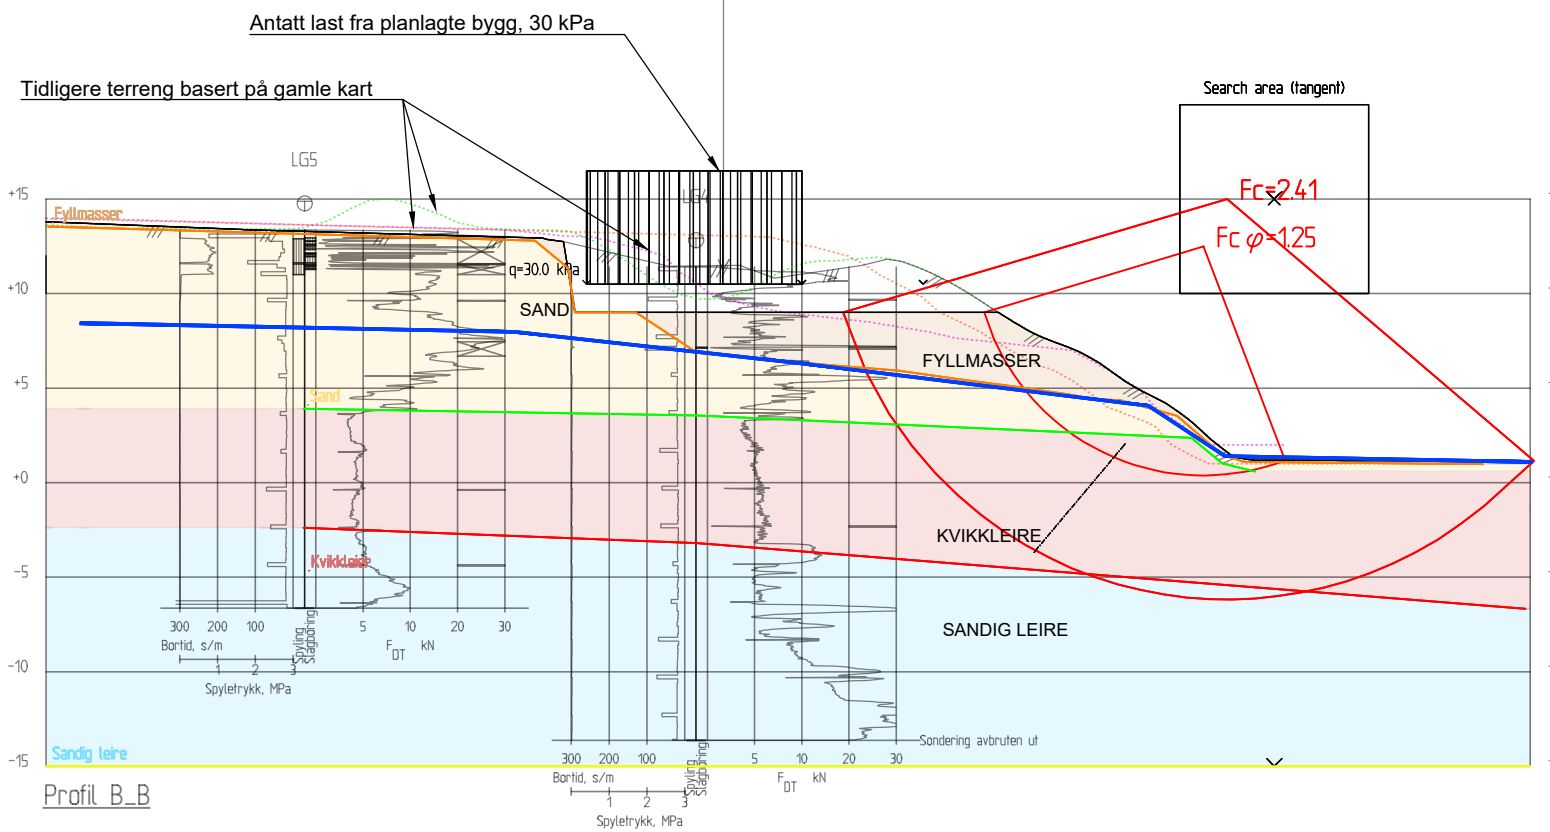 Antatt last fra planlagte bygg, 30 kPa
Tidligere terreng basert på gamle kart
Search area (tangent)
LG5
LG4
+15
Fc=2.41
Fyllmasser
Fc φ=1.25
q=30.0 kPa
+10
SAND
FYLLMASSER
+5
Sand
+0
KVIKKLEIRE
Kvikkleire
-5
SANDIG LEIRE
300 200 100
5 10 20 30
Bortid, s/m
Spyling
Slagboring
F DT kN
1 2 3
-10
Spyletrykk, MPa
Sondering avbruten ut
Sandig leire
-15
300 200 100
5 10 20 30
Bortid, s/m
Spyling
Slagboring
F DT kN
1 2 3
Profil B_B
Spyletrykk, MPa